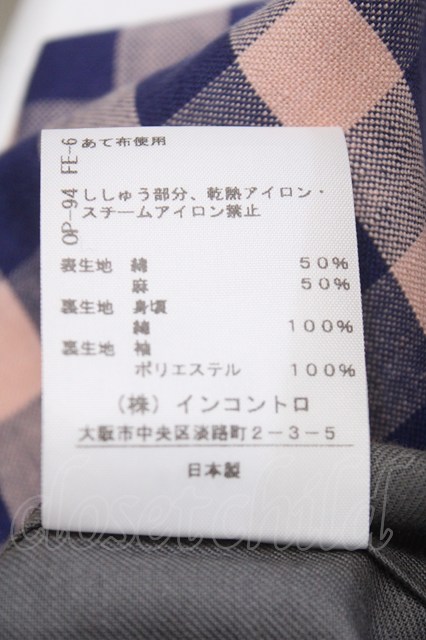 OP-94 FE-6
あて布使用
ししゅう部分、乾熱アイロン・
スチームアイロン禁止
表生地 綿 50%
麻 50%
裏生地 身頃
綿 100%
裏生地 袖
ポリエステル 100%
(株)インコントロ
大阪市中央区淡路町2-3-5
日本製
closet child